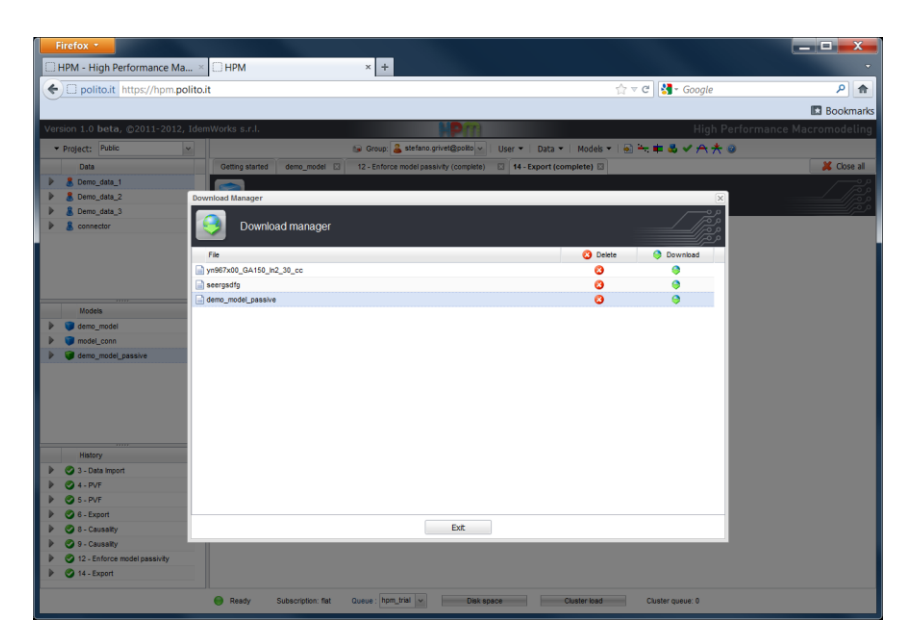 Firefox
HPM - High Performance Ma...
HPM
polito.it https://hpm.polito.it
Google
Bookmarks
Version 1.0 beta, ©2011-2012, IdemWorks s.r.l.
HPM
High Performance Macromodeling
Project: Public
Group: stefano.grivet@polito
User
Data
Models
Data
Getting started
demo_model
12 - Enforce model passivity (complete)
14 - Export (complete)
Close all
Demo_data_1
Demo_data_2
Demo_data_3
connector
Download Manager
Download manager
File
Delete
Download
yn967x00_GA150_ln2_30_cc
seergsdfg
demo_model_passive
Models
demo_model
model_conn
demo_model_passive
History
3 - Data Import
4 - PVF
5 - PVF
6 - Export
8 - Causality
9 - Causality
12 - Enforce model passivity
14 - Export
Exit
Ready
Subscription: flat
Queue : hpm_trial
Disk space
Cluster load
Cluster queue: 0